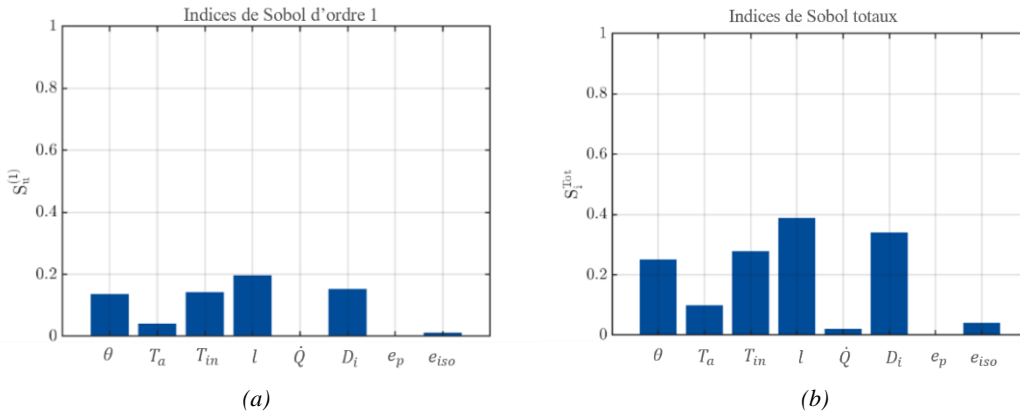 Indices de Sobol d'ordre 1
1
0.8
0.6
0.4
0.2
0
S_u^(1)
θ T_a T_in l Q̇ D_i e_p e_iso
(a)
Indices de Sobol totaux
1
0.8
0.6
0.4
0.2
0
S_i^Tot
θ T_a T_in l Q̇ D_i e_p e_iso
(b)